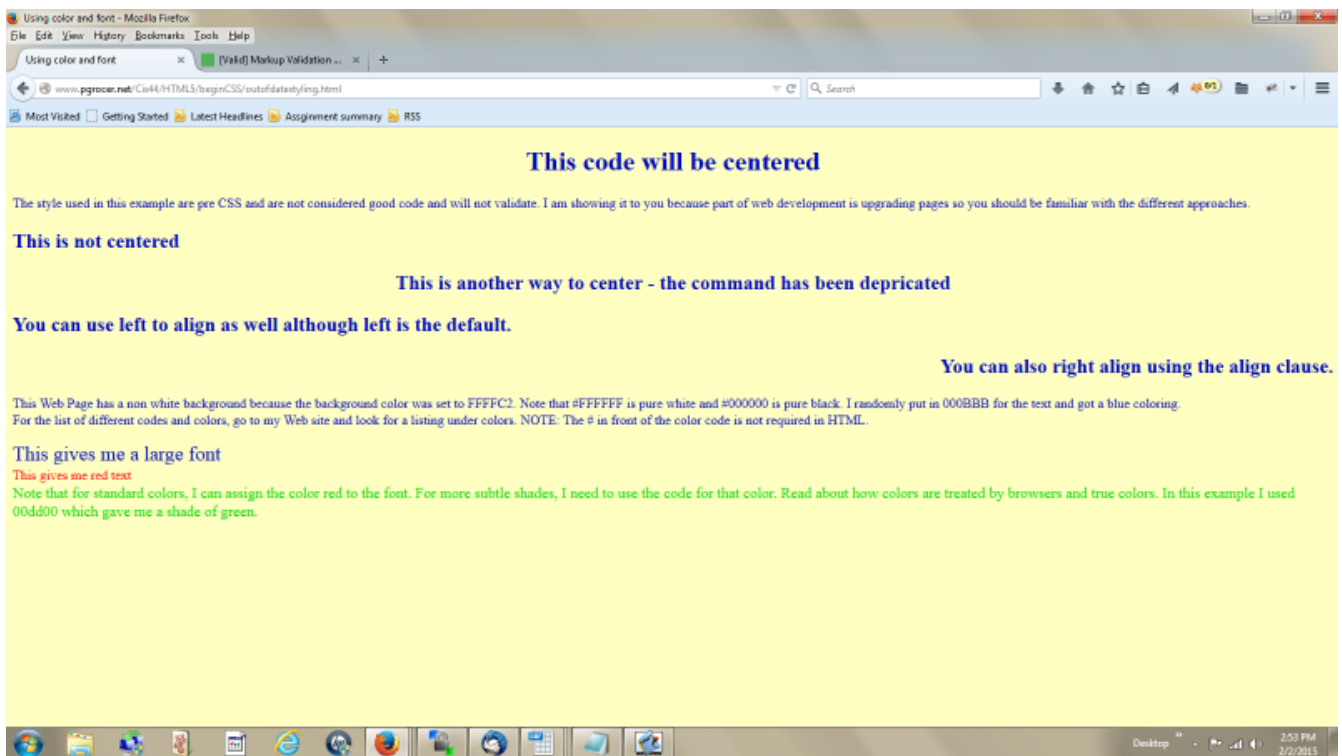 Using color and font - Mozilla Firefox
File Edit View History Bookmarks Tools Help
Using color and font × [Valid] Markup Validation ... × +
www.pgrocer.net/Cis44/HTML5/beginCSS/outofdatestyling.html Search 0/1
Most Visited Getting Started Latest Headlines Assginment summary RSS
This code will be centered
The style used in this example are pre CSS and are not considered good code and will not validate. I am showing it to you because part of web development is upgrading pages so you should be familiar with the different approaches.
This is not centered
This is another way to center - the command has been depricated
You can use left to align as well although left is the default.
You can also right align using the align clause.
This Web Page has a non white background because the background color was set to FFFFC2. Note that #FFFFFF is pure white and #000000 is pure black. I randomly put in 000BBB for the text and got a blue coloring.
For the list of different codes and colors, go to my Web site and look for a listing under colors. NOTE: The # in front of the color code is not required in HTML.
This gives me a large font
This gives me red text
Note that for standard colors, I can assign the color red to the font. For more subtle shades, I need to use the code for that color. Read about how colors are treated by browsers and true colors. In this example I used
00dd00 which gave me a shade of green.
Desktop 2:53 PM
2/2/2015